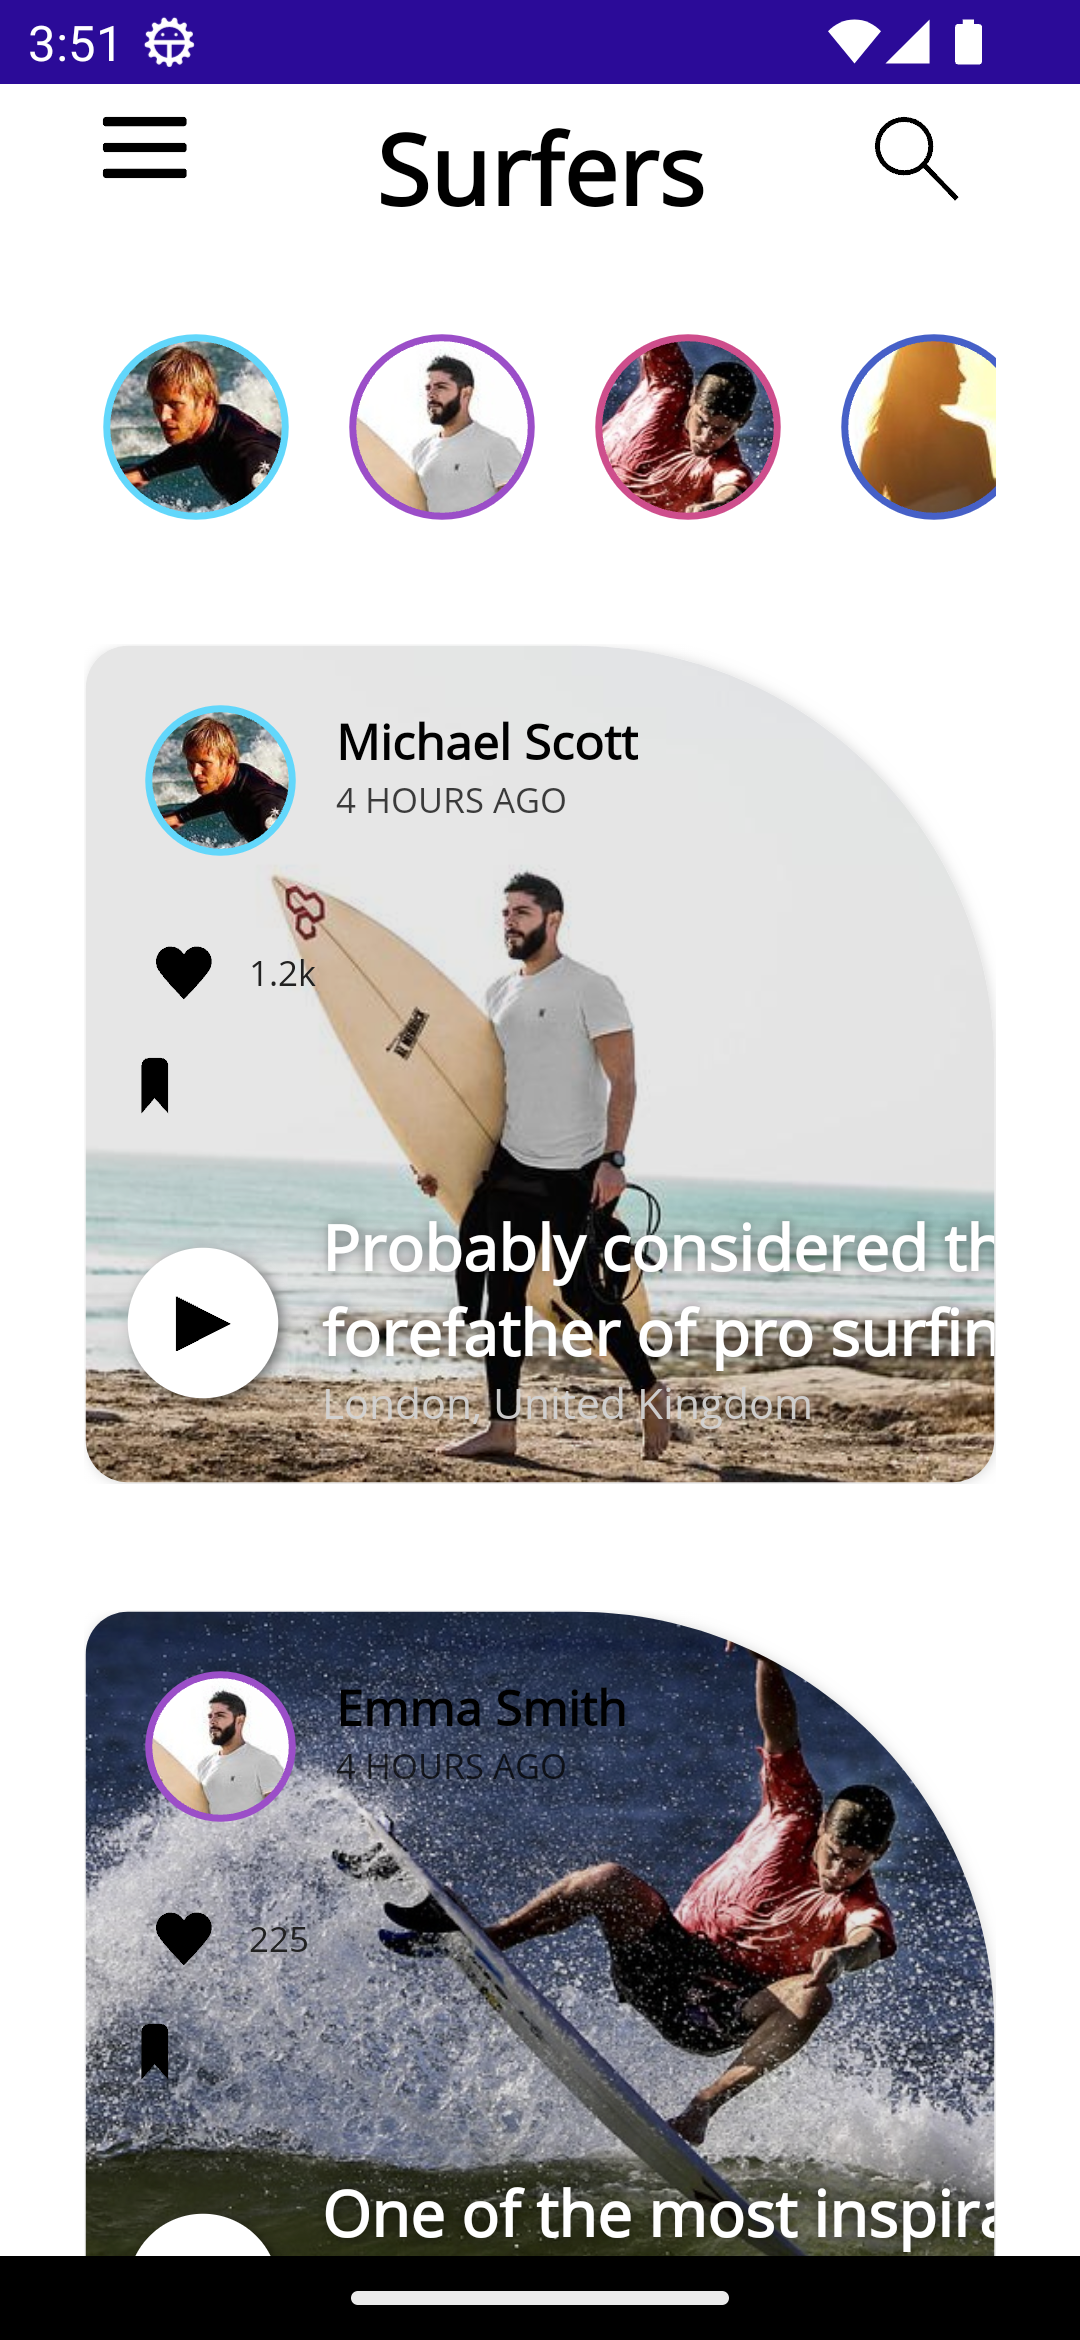 3:51
Surfers
Michael Scott
4 HOURS AGO
1.2k
Probably considered th
forefather of pro surfin
London, United Kingdom
Emma Smith
4 HOURS AGO
225
One of the most inspira